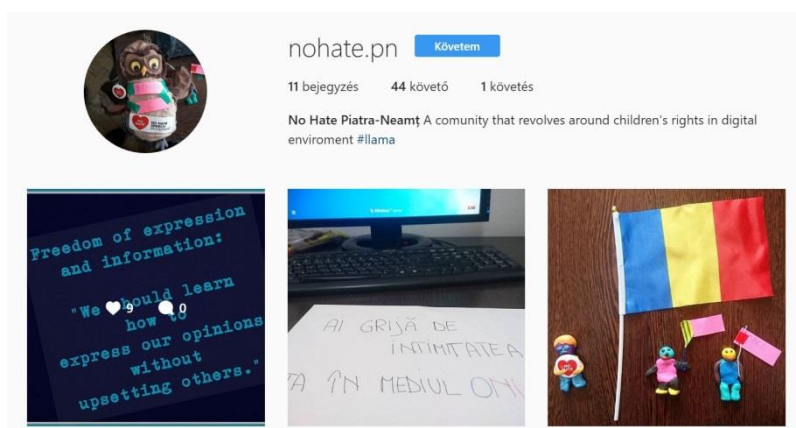 nohate.pn Követem
11 bejegyzés 44 követő 1 követés
No Hate Piatra-Neamț A comunity that revolves around children's rights in digital
enviroment #llama
Freedom of expression
and information:
"We should learn
9 0
how to
express our opinions
without
upsetting others."
AI GRIJĂ DE
INTIMITATEA
TA ÎN MEDIUL ONL